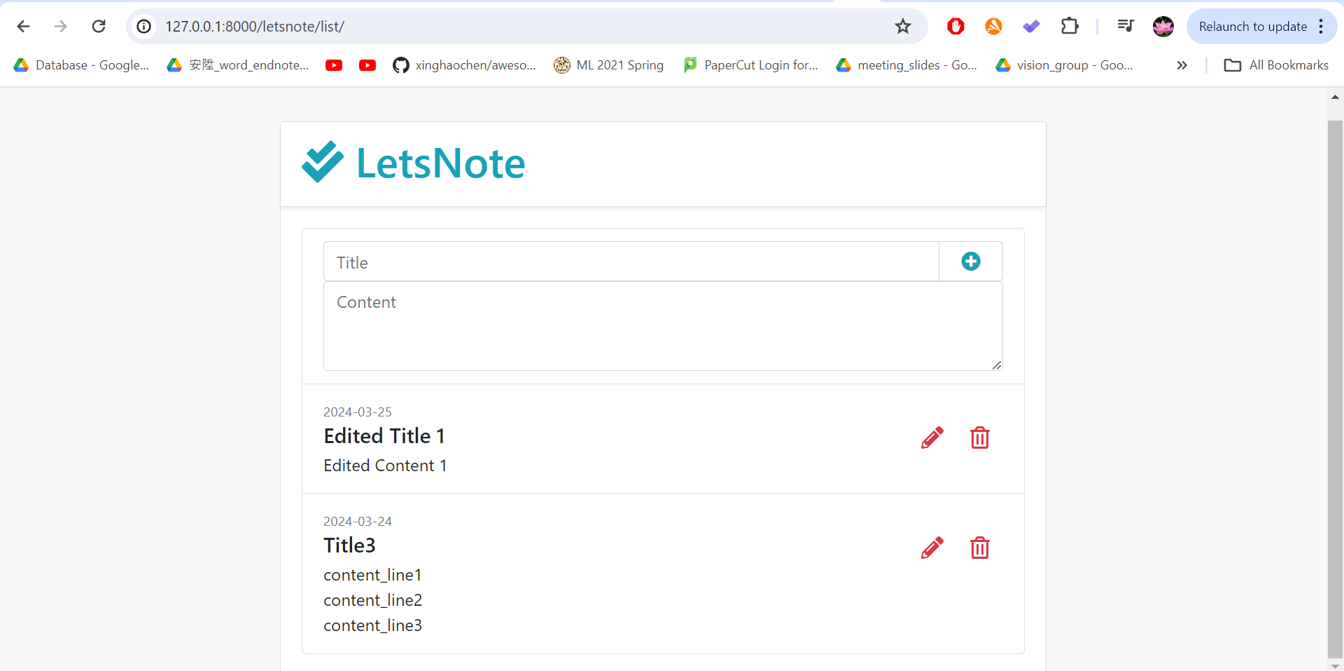 127.0.0.1:8000/letsnote/list/
Relaunch to update
Database - Google...
安陞_word_endnote...
xinghaochen/aweso...
ML 2021 Spring
PaperCut Login for...
meeting_slides - Go...
vision_group - Goo...
All Bookmarks
LetsNote
Title
Content
2024-03-25
Edited Title 1
Edited Content 1
2024-03-24
Title3
content_line1
content_line2
content_line3